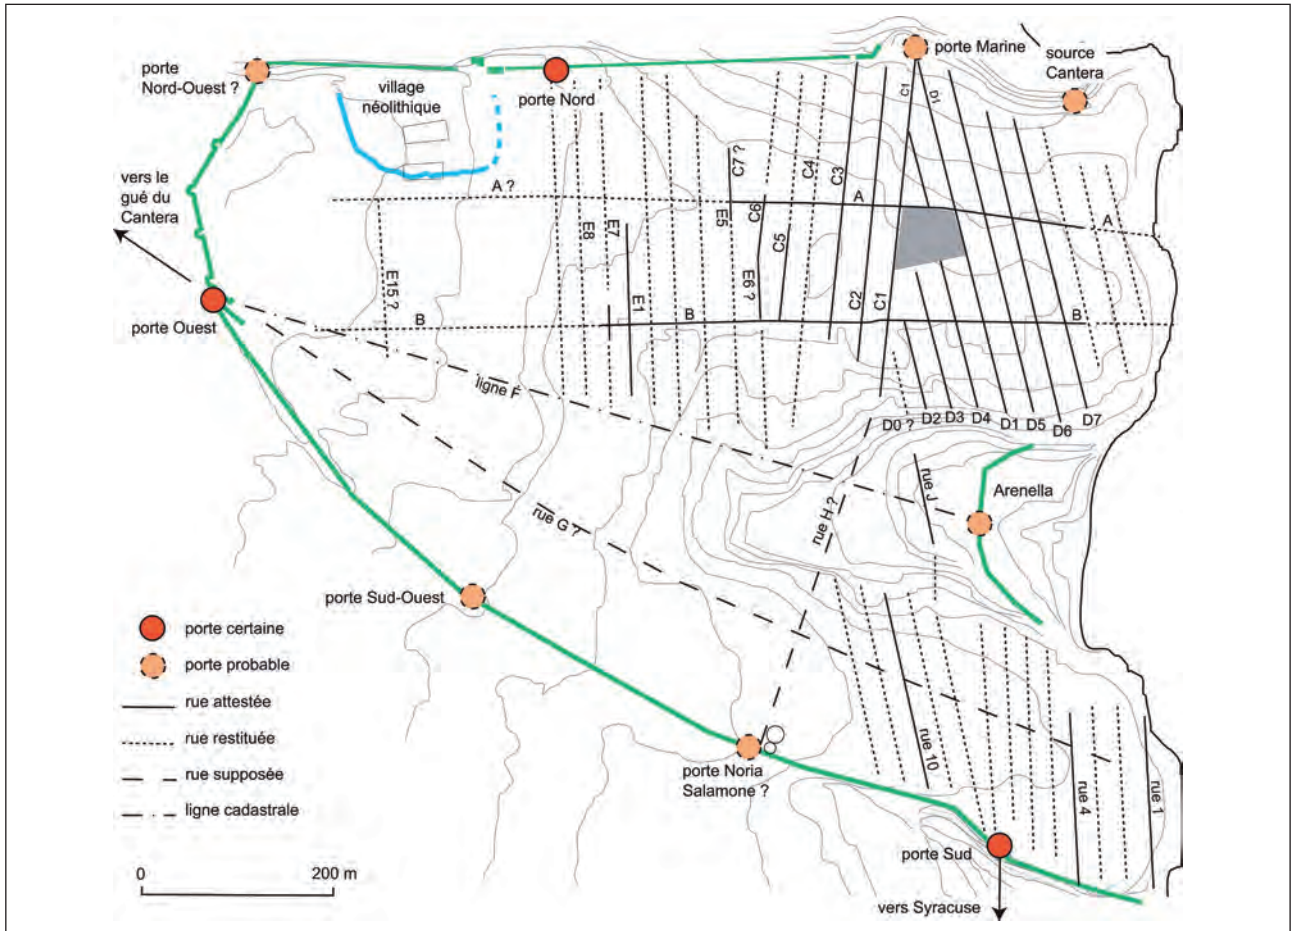 porte Marine
source
Cantera
porte
Nord-Ouest ?
village
néolithique
porte Nord
C1
D1
vers le
gué du
Cantera
A ?
C7 ?
C4
C3
A
A
E8
E7
E5
C6
C5
E15 ?
E6 ?
E1
C2
C1
porte Ouest
B
B
B
ligne F
D0 ?
D2
D3
D4
D1
D5
D6
D7
rue J
Arenella
rue G ?
rue H ?
porte Sud-Ouest
porte certaine
porte probable
rue attestée
rue restituée
rue supposée
ligne cadastrale
porte Noria
Salamone ?
rue 10
rue 4
rue 1
porte Sud
0
200 m
vers Syracuse